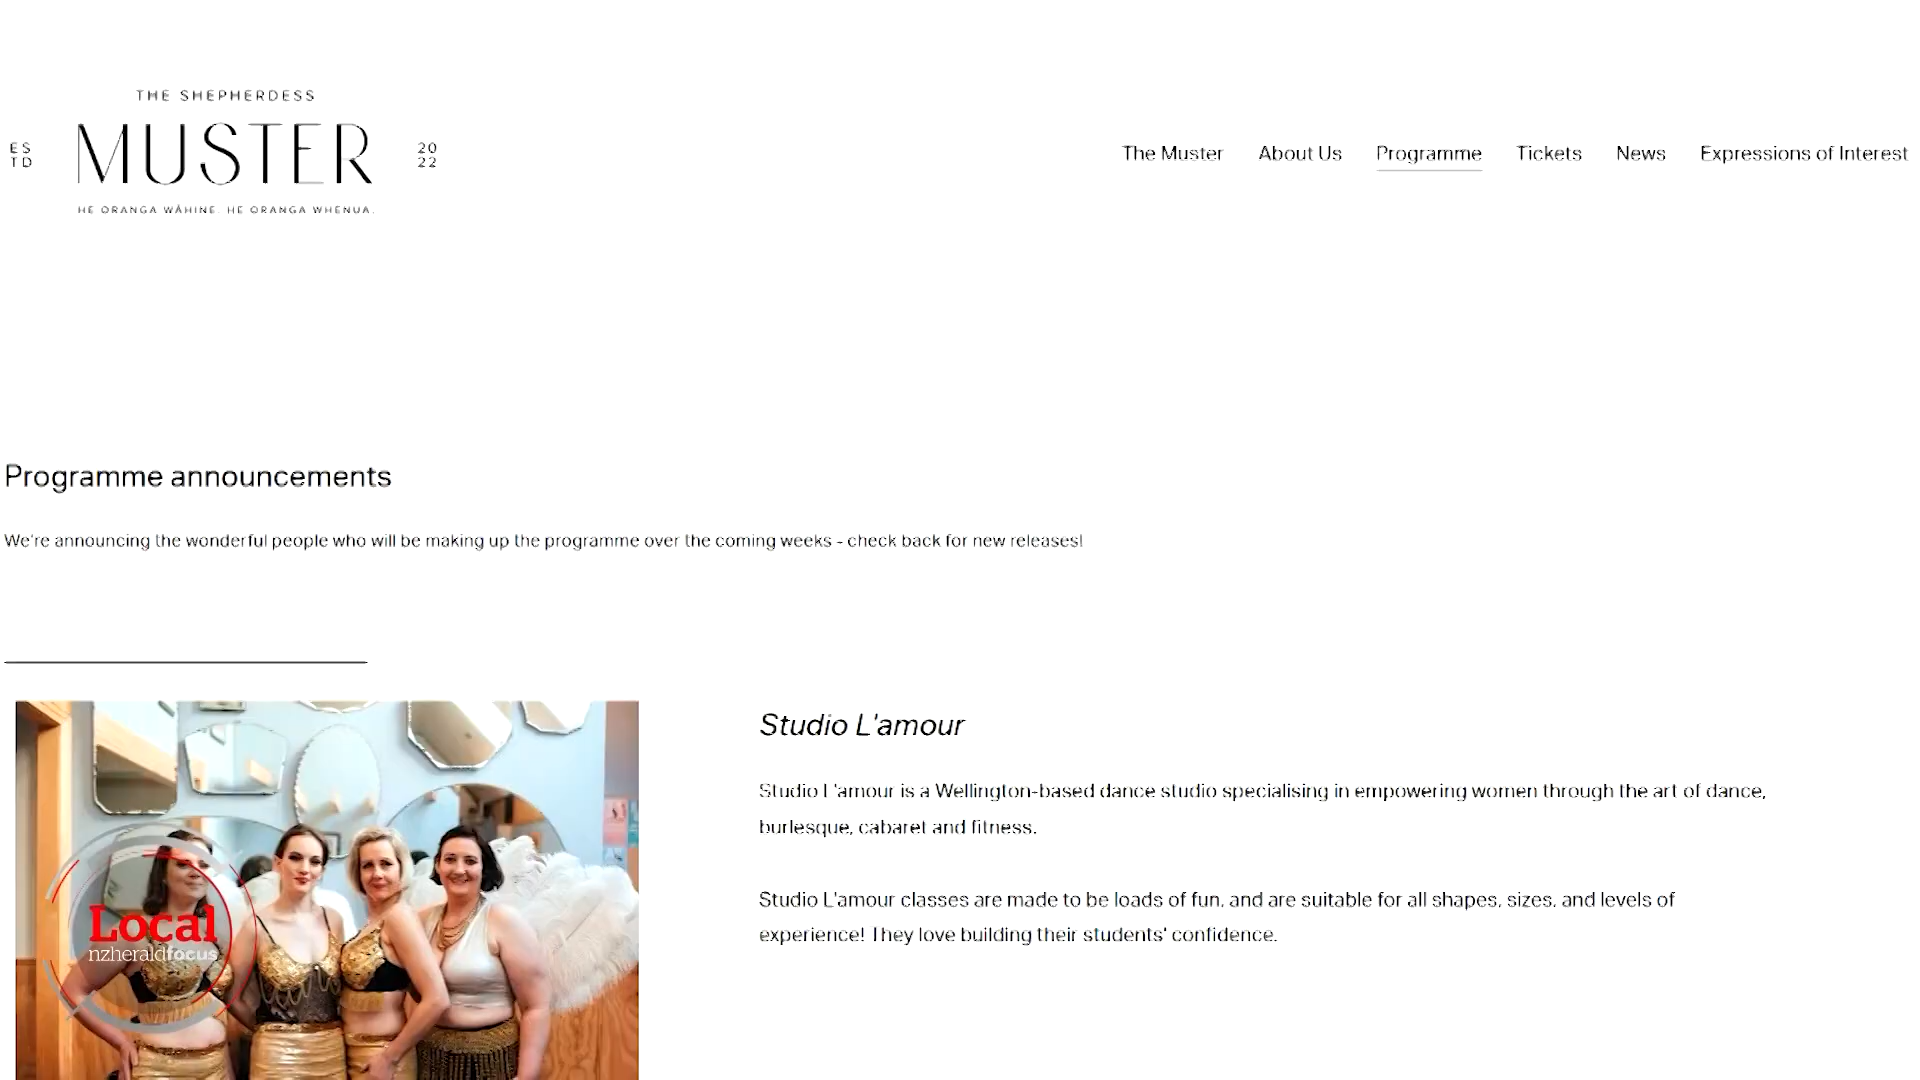 THE SHEPHERDESS
ES
TD
MUSTER
20
22
HE ORANGA WĀHINE. HE ORANGA WHENUA.
The Muster About Us Programme Tickets News Expressions of Interest
Programme announcements
We're announcing the wonderful people who will be making up the programme over the coming weeks - check back for new releases!
Studio L'amour
Studio L'amour is a Wellington-based dance studio specialising in empowering women through the art of dance,
burlesque, cabaret and fitness.
Studio L'amour classes are made to be loads of fun, and are suitable for all shapes, sizes, and levels of
experience! They love building their students' confidence.
Local
nzheraldfocus